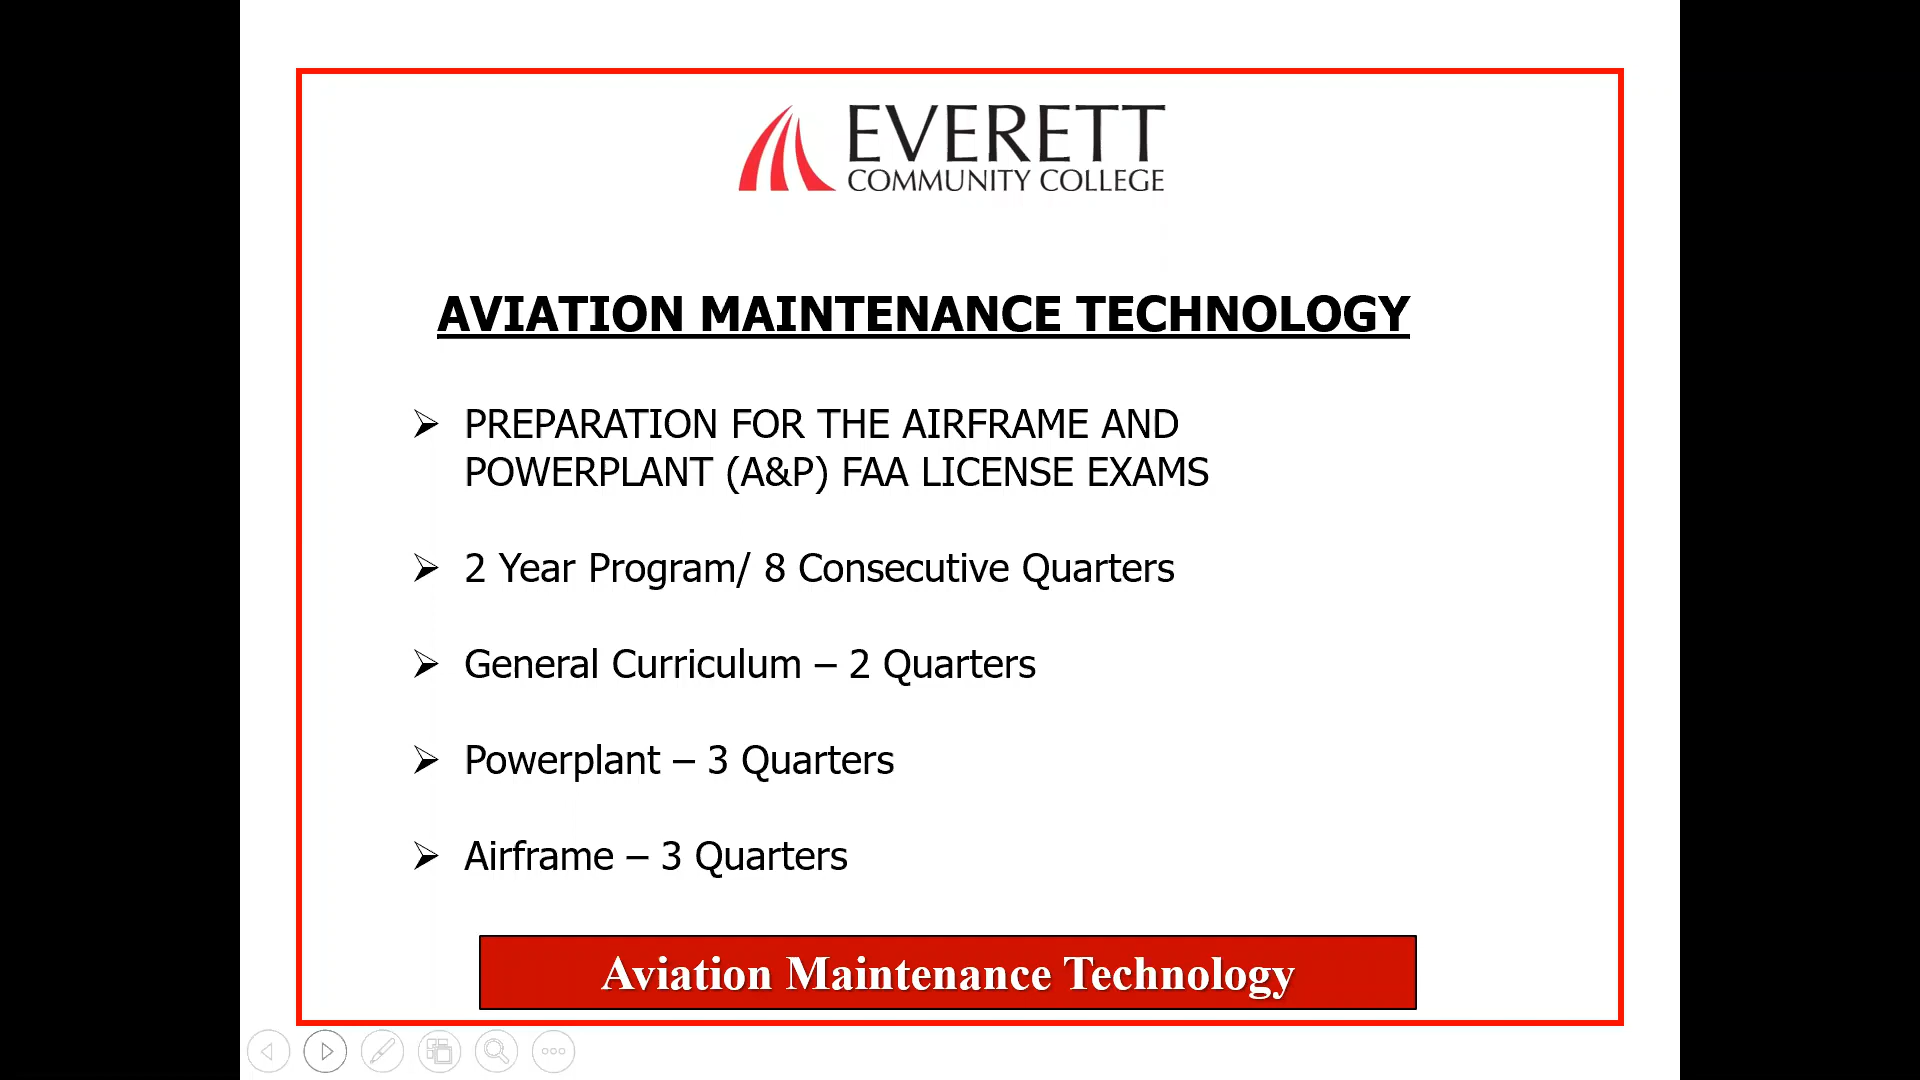 EVERETT
COMMUNITY COLLEGE
AVIATION MAINTENANCE TECHNOLOGY
PREPARATION FOR THE AIRFRAME AND
POWERPLANT (A&P) FAA LICENSE EXAMS
2 Year Program/ 8 Consecutive Quarters
General Curriculum – 2 Quarters
Powerplant – 3 Quarters
Airframe – 3 Quarters
Aviation Maintenance Technology